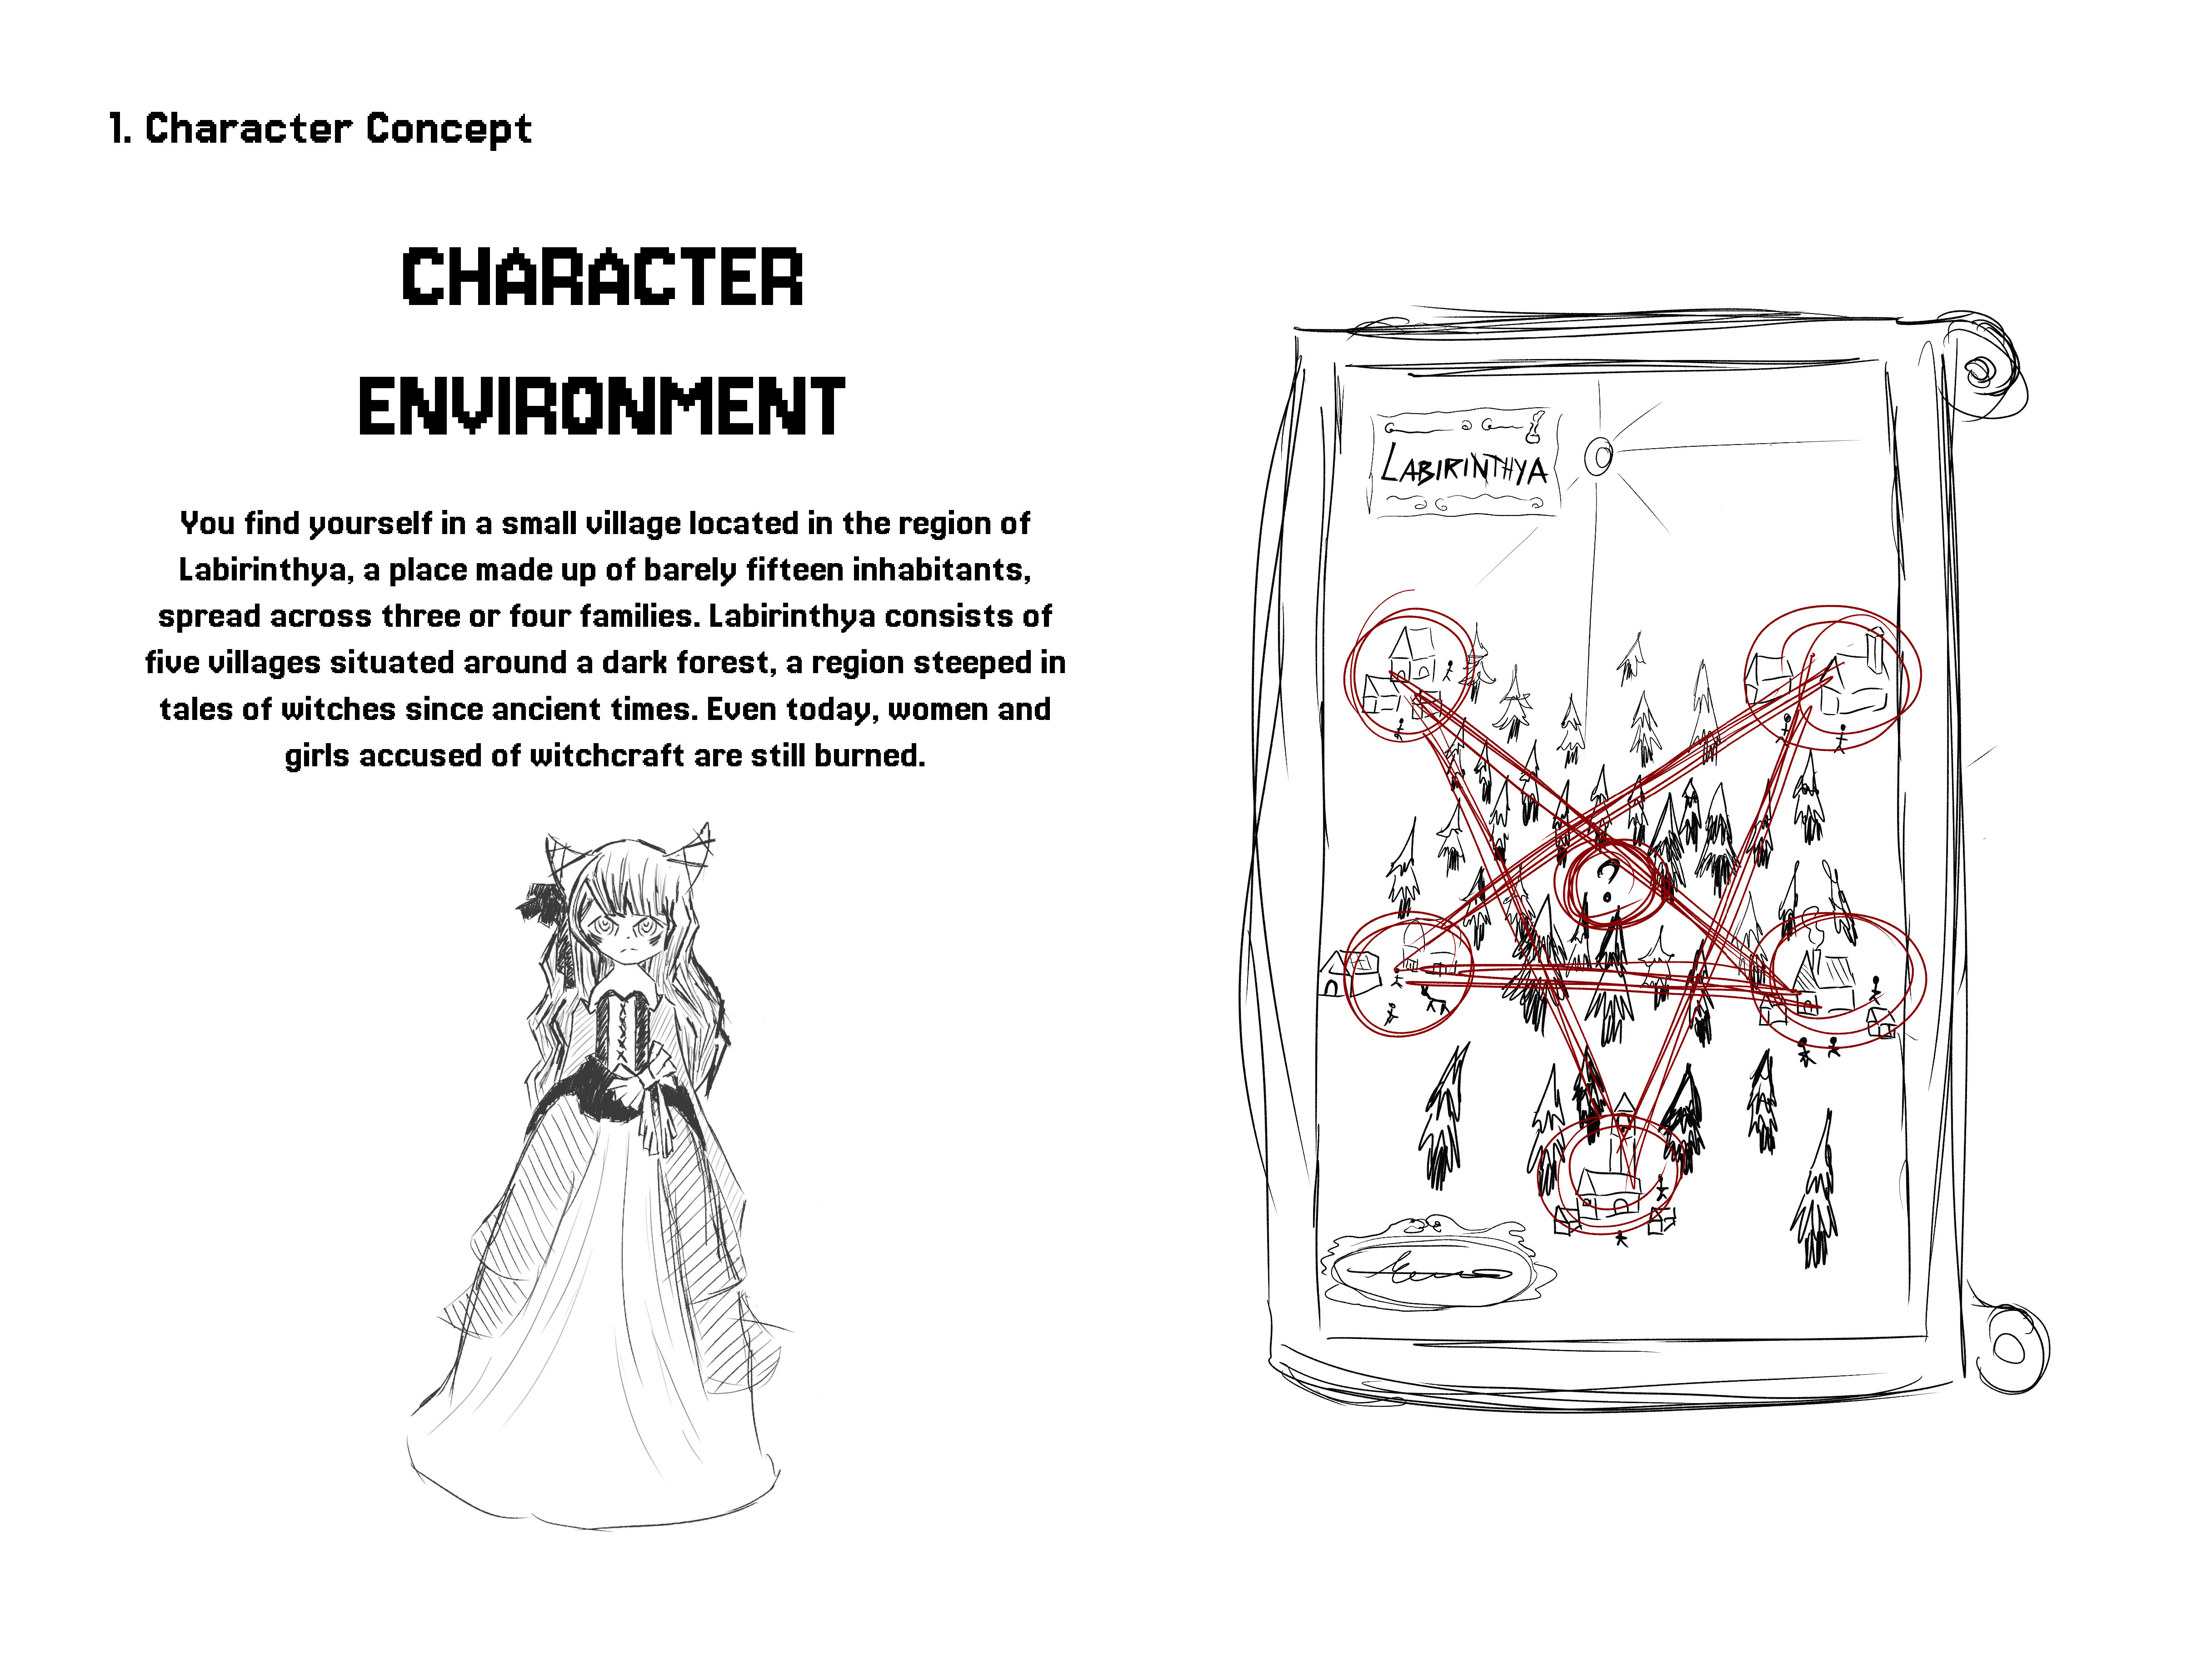 1. Character Concept
CHARACTER
ENVIRONMENT
You find yourself in a small village located in the region of
Labirinthya, a place made up of barely fifteen inhabitants,
spread across three or four families. Labirinthya consists of
five villages situated around a dark forest, a region steeped in
tales of witches since ancient times. Even today, women and
girls accused of witchcraft are still burned.
LABIRINTHYA
?